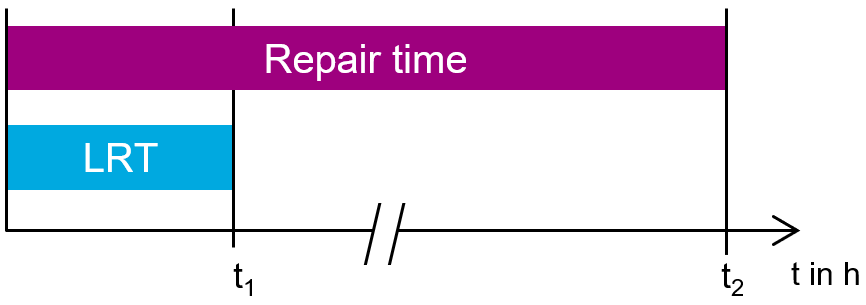 Repair time
LRT
t₁
t₂
t in h